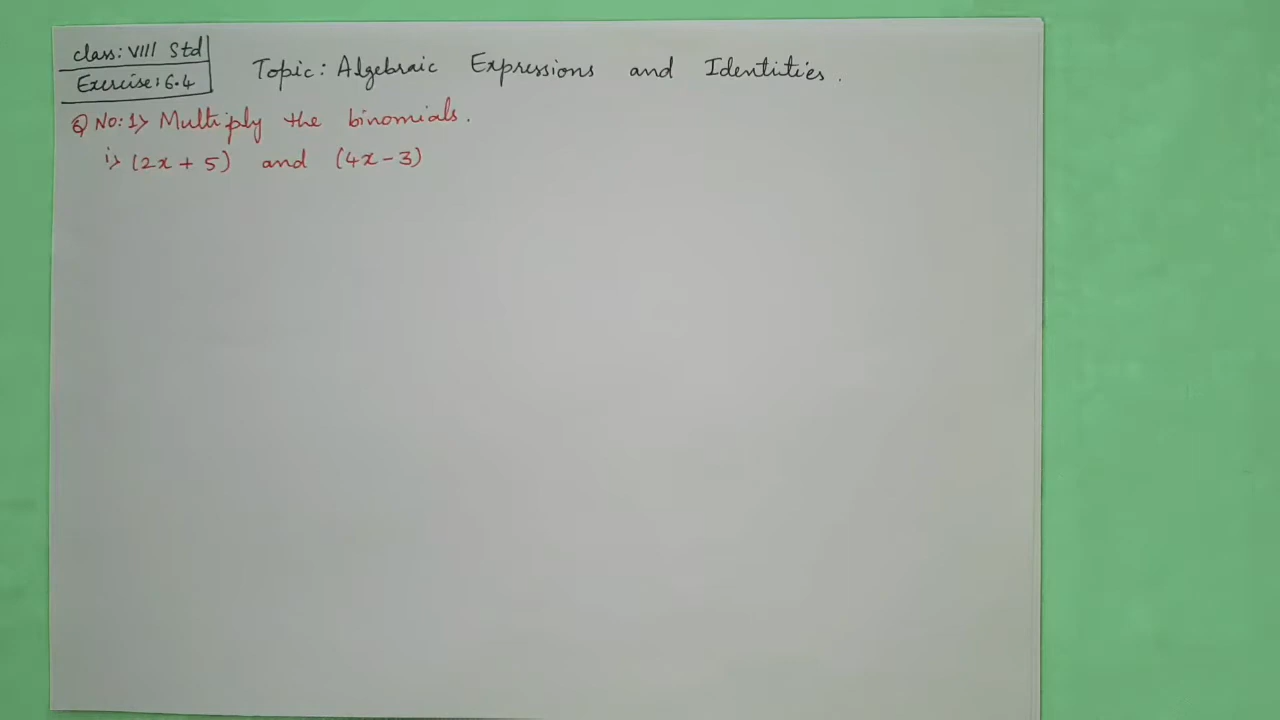 class: VIII Std
Exercise: 6.4
Topic: Algebraic Expressions and Identities.
Q No: 1> Multiply the binomials.
i> (2x + 5) and (4x - 3)